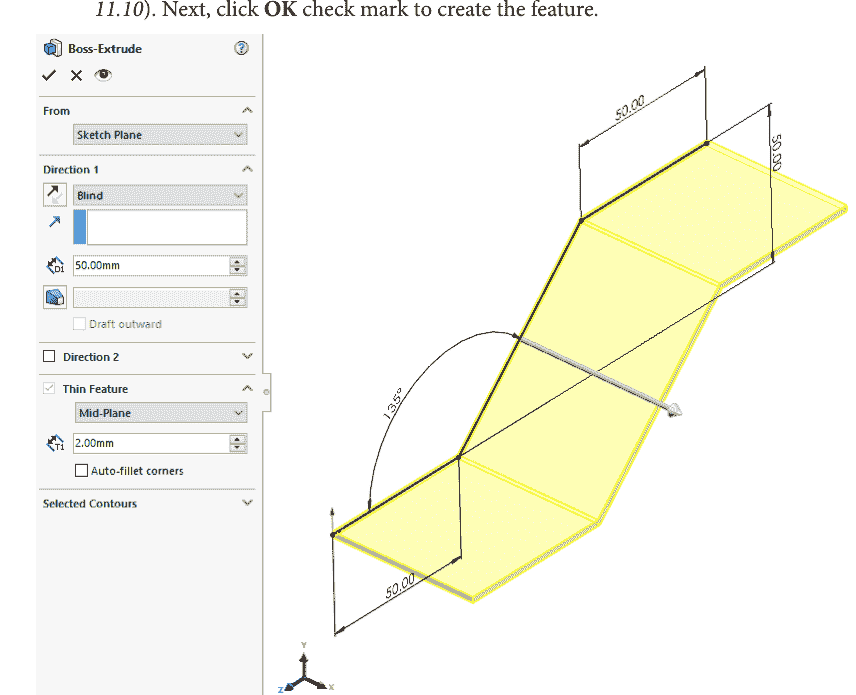 11.10). Next, click OK check mark to create the feature.
Boss-Extrude
?
From
Sketch Plane
Direction 1
Blind
D1
50.00mm
Draft outward
Direction 2
Thin Feature
Mid-Plane
T1
2.00mm
Auto-fillet corners
Selected Contours
50.00
50.00
135°
50.00
Y
Z
X